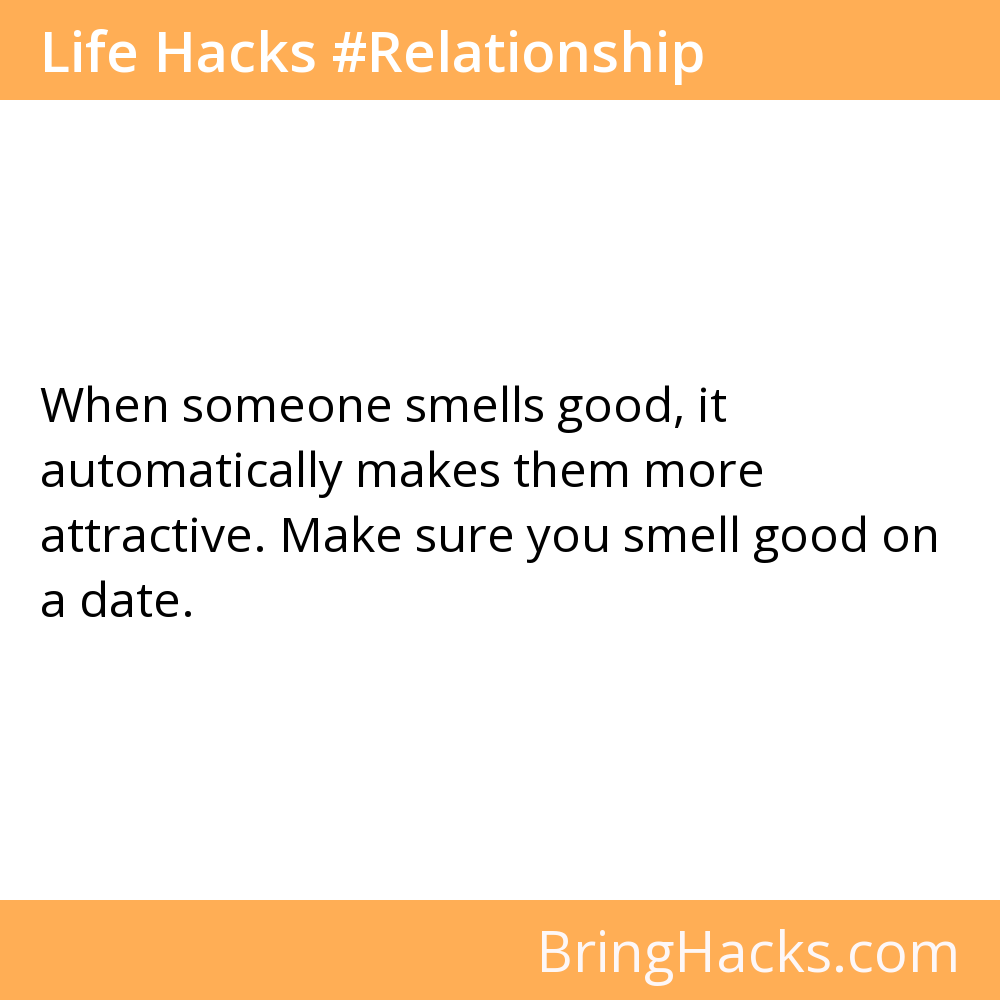 Life Hacks #Relationship
When someone smells good, it
automatically makes them more
attractive. Make sure you smell good on
a date.
BringHacks.com